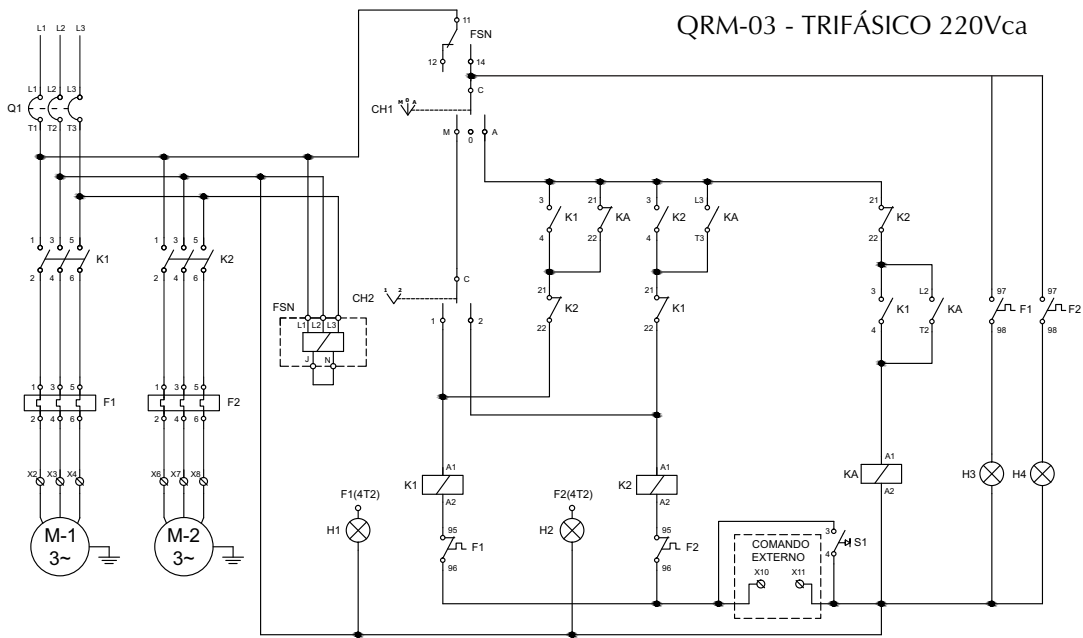 QRM-03 - TRIFÁSICO 220Vca
L1 L2 L3
11
FSN
12 14
L1 L2 L3
Q1
T1 T2 T3
C
CH1 M 0 A
M 0 A
3 21 3 L3 21
K1 KA K2 KA K2
4 22 4 T3 22
1 3 5 1 3 5
K1 K2
2 4 6 2 4 6
C
CH2 1 2
1 2
21 21
K2 K1
22 22
3 L2
K1 KA
4 T2
97 97
F1 F2
98 98
FSN
L1 L2 L3
J N
1 3 5 1 3 5
F1 F2
2 4 6 2 4 6
X2 X3 X4 X6 X7 X8
M-1
3~
M-2
3~
A1 A1 A1
K1 K2 KA H3 H4
A2 A2 A2
F1(4T2) F2(4T2)
H1 H2
95 95
F1 F2
96 96
COMANDO
EXTERNO
X10 X11
3
S1
4